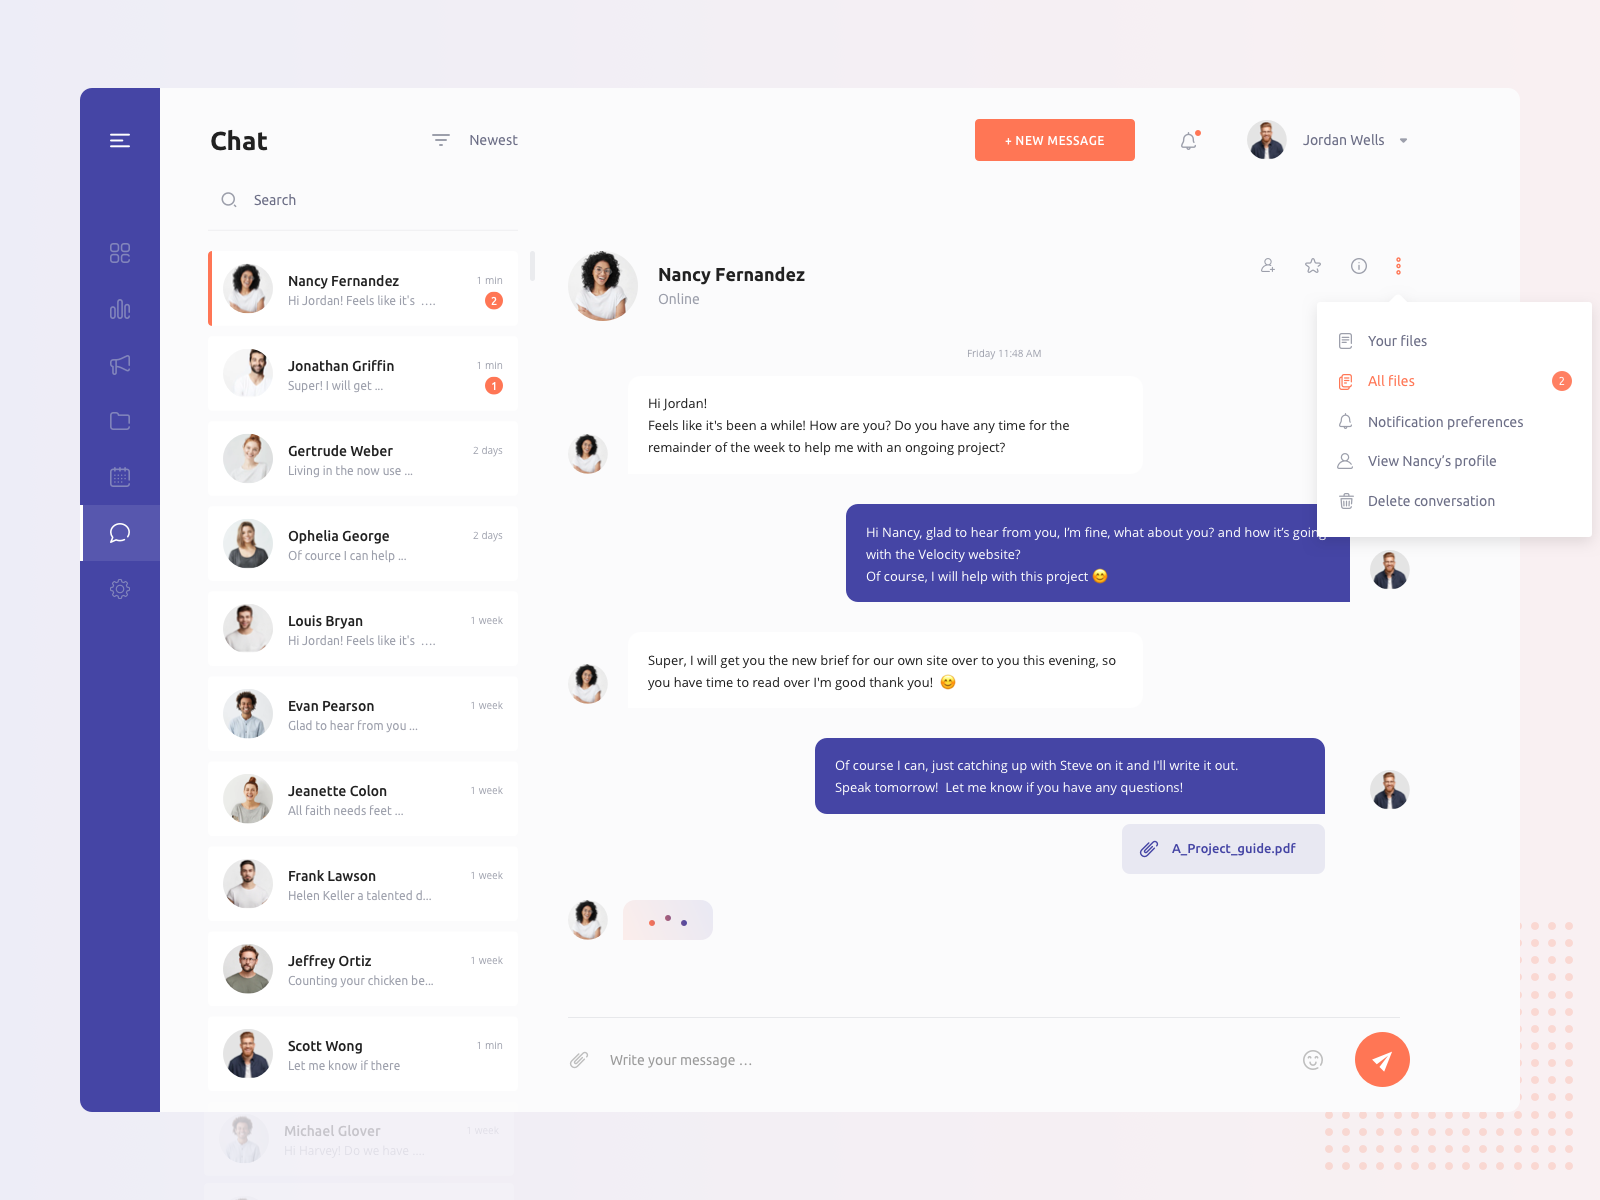 Chat
Newest
+ NEW MESSAGE
Jordan Wells
Search
Nancy Fernandez
1 min
Hi Jordan! Feels like it's ....
2
Jonathan Griffin
1 min
Super! I will get ...
1
Gertrude Weber
2 days
Living in the now use ...
Ophelia George
2 days
Of cource I can help ...
Louis Bryan
1 week
Hi Jordan! Feels like it's ....
Evan Pearson
1 week
Glad to hear from you ...
Jeanette Colon
1 week
All faith needs feet ...
Frank Lawson
1 week
Helen Keller a talented d...
Jeffrey Ortiz
1 week
Counting your chicken be...
Scott Wong
1 min
Let me know if there
Michael Glover
1 week
Hi Harvey! Do we have ....
Nancy Fernandez
Online
Your files
All files
2
Notification preferences
View Nancy’s profile
Delete conversation
Friday 11:48 AM
Hi Jordan!
Feels like it's been a while! How are you? Do you have any time for the
remainder of the week to help me with an ongoing project?
Hi Nancy, glad to hear from you, I’m fine, what about you? and how it’s going
with the Velocity website?
Of course, I will help with this project 😊
Super, I will get you the new brief for our own site over to you this evening, so
you have time to read over I'm good thank you! 😊
Of course I can, just catching up with Steve on it and I'll write it out.
Speak tomorrow! Let me know if you have any questions!
A_Project_guide.pdf
Write your message ...